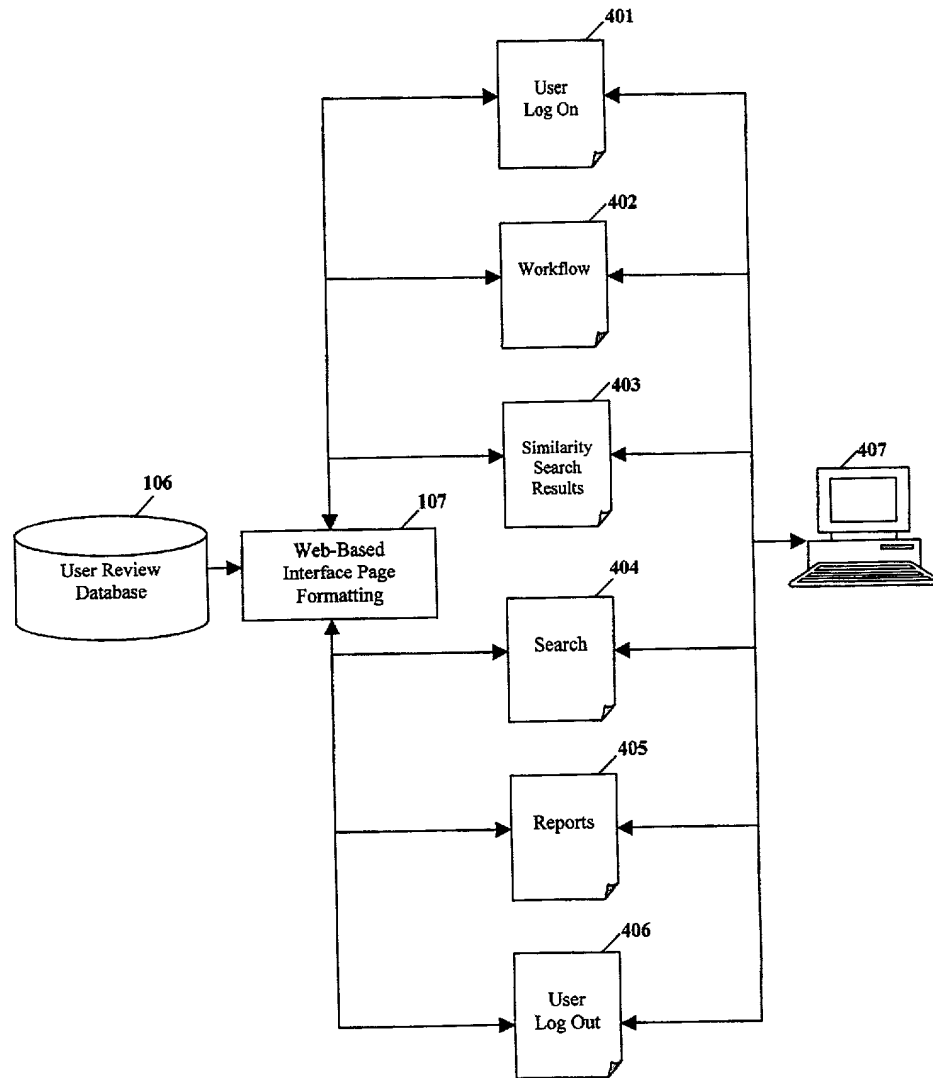 401
User
Log On
402
Workflow
403
Similarity
Search
Results
407
106
User Review
Database
107
Web-Based
Interface Page
Formatting
404
Search
405
Reports
406
User
Log Out